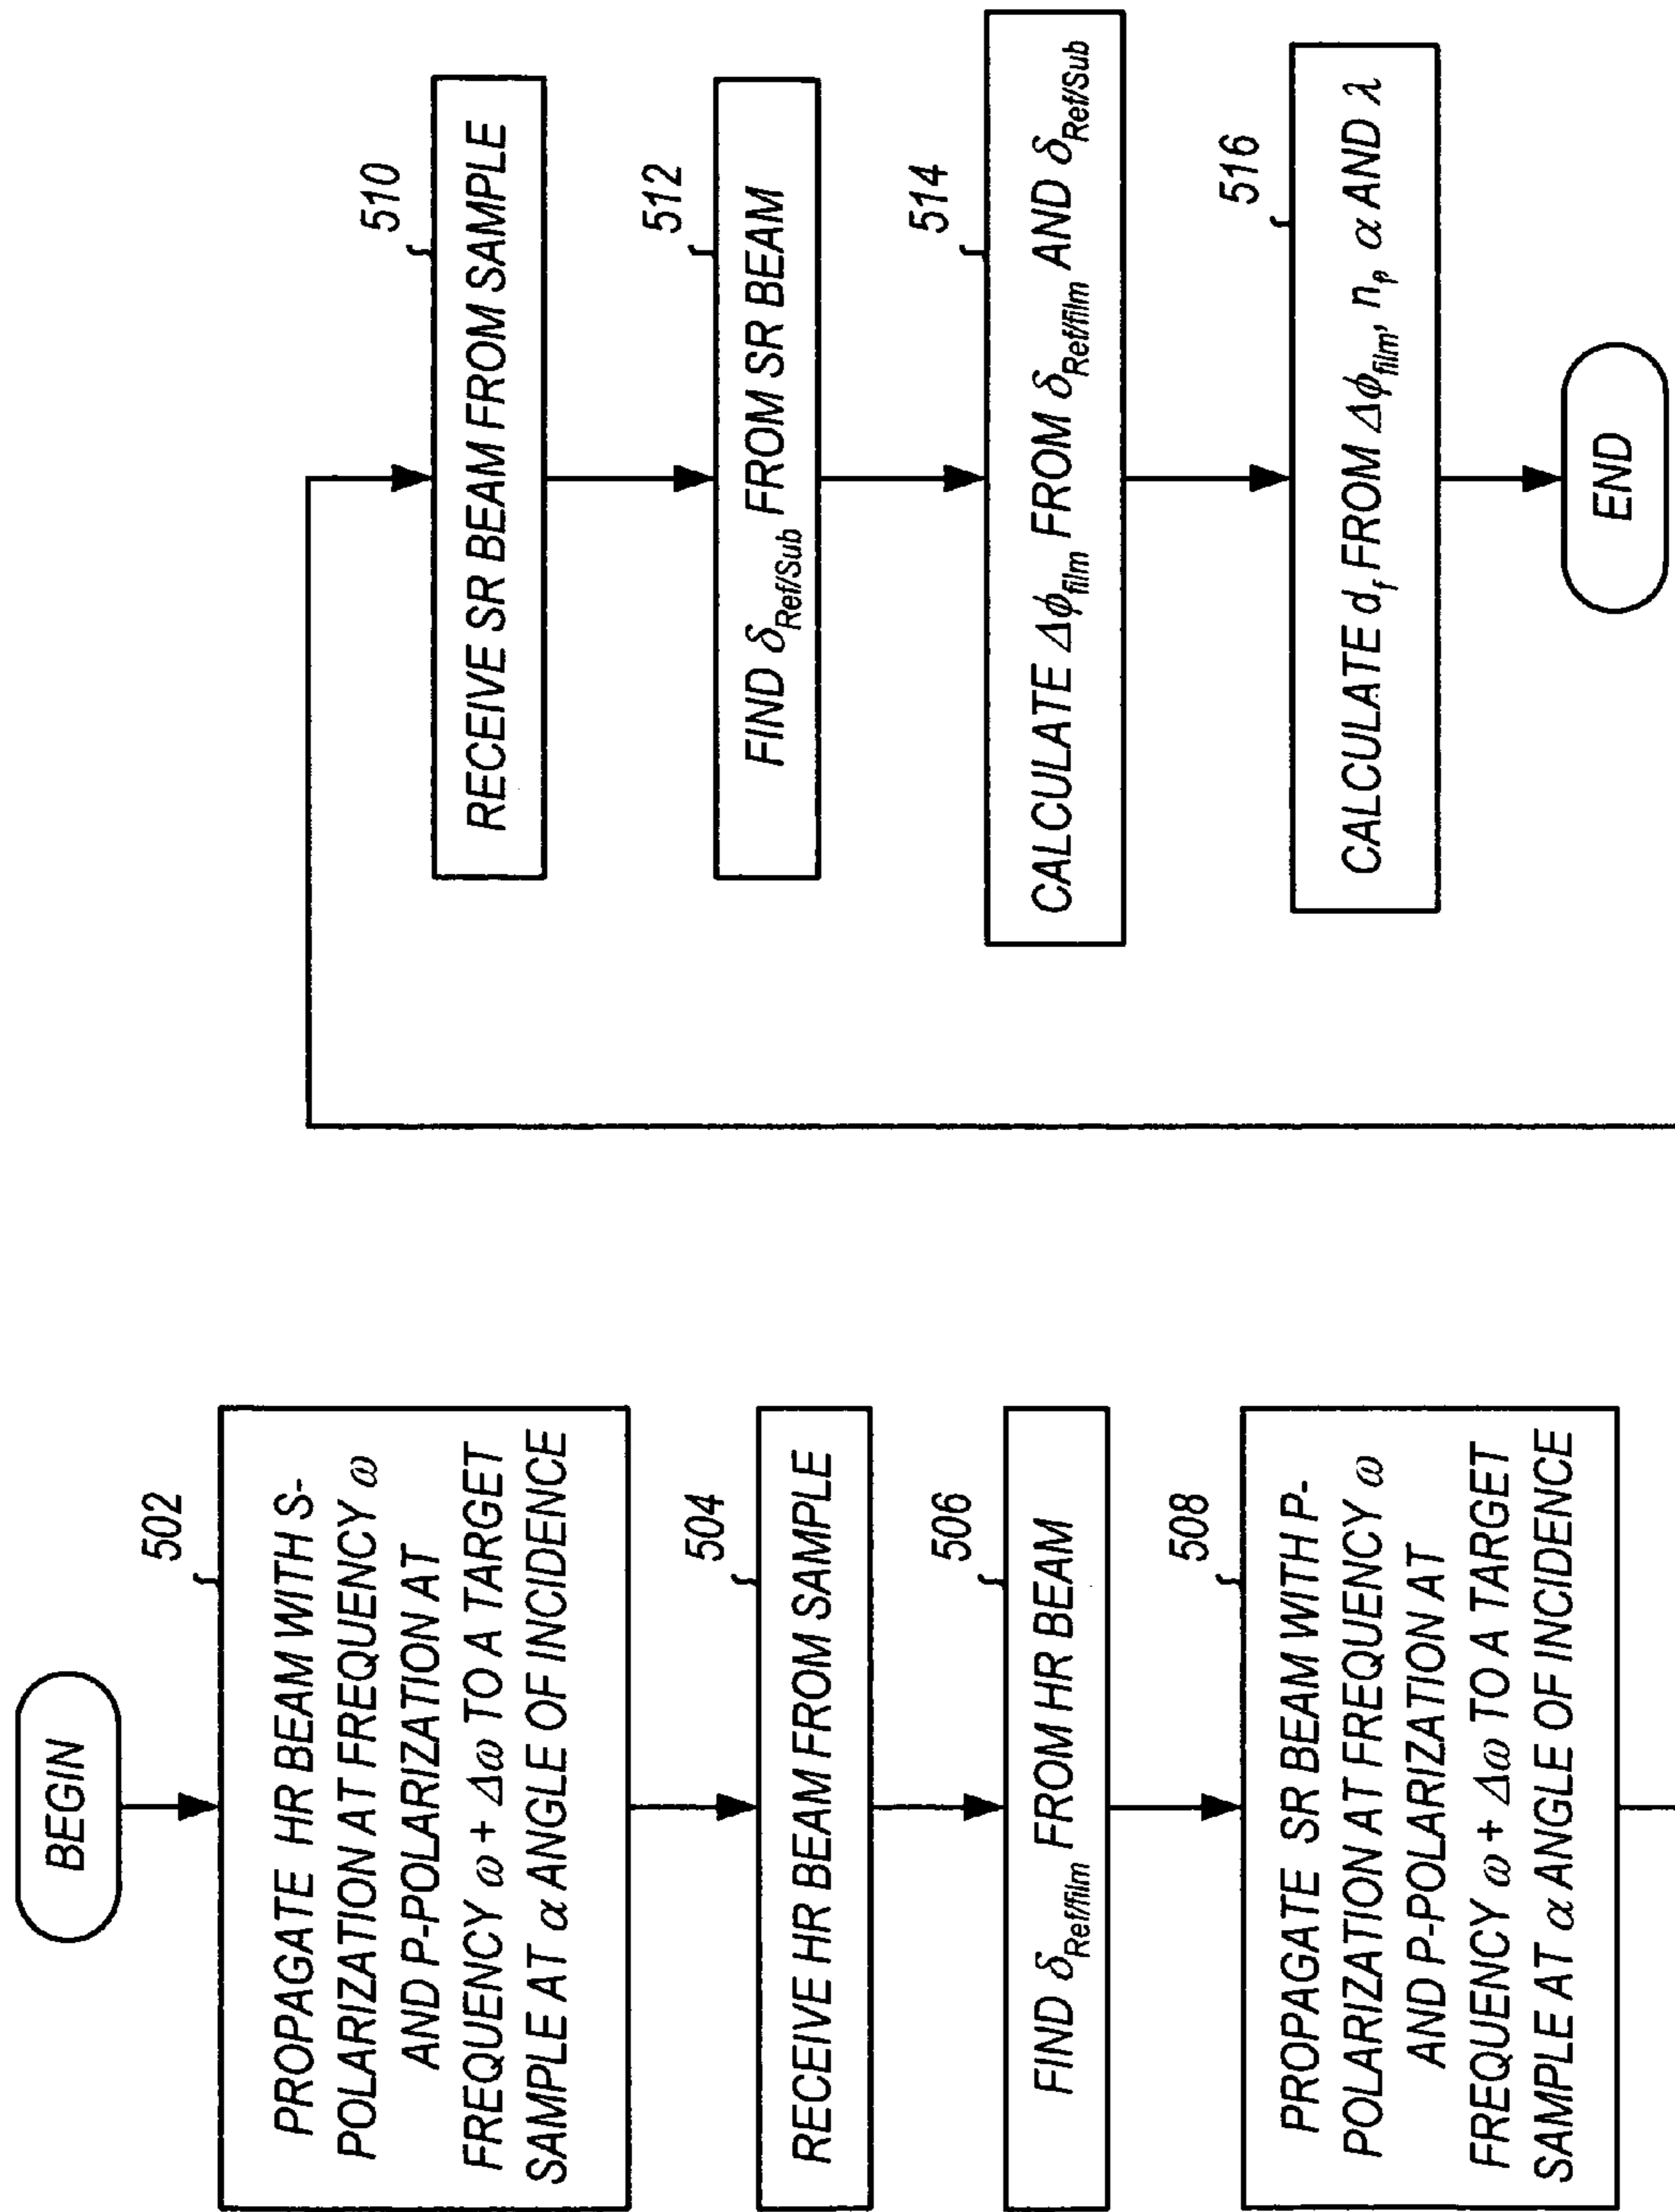 BEGIN
502
PROPAGATE HR BEAM WITH S-
POLARIZATION AT FREQUENCY ω
AND P-POLARIZATION AT
FREQUENCY ω + Δω TO A TARGET
SAMPLE AT α ANGLE OF INCIDENCE
504
RECEIVE HR BEAM FROM SAMPLE
506
FIND δRef/film FROM HR BEAM
508
PROPAGATE SR BEAM WITH P-
POLARIZATION AT FREQUENCY ω
AND P-POLARIZATION AT
FREQUENCY ω + Δω TO A TARGET
SAMPLE AT α ANGLE OF INCIDENCE
510
RECEIVE SR BEAM FROM SAMPLE
512
FIND δRef/Sub FROM SR BEAM
514
CALCULATE Δϕfilm FROM δRef/film AND δRef/Sub
516
CALCULATE df FROM Δϕfilm, nf, α AND λ
END